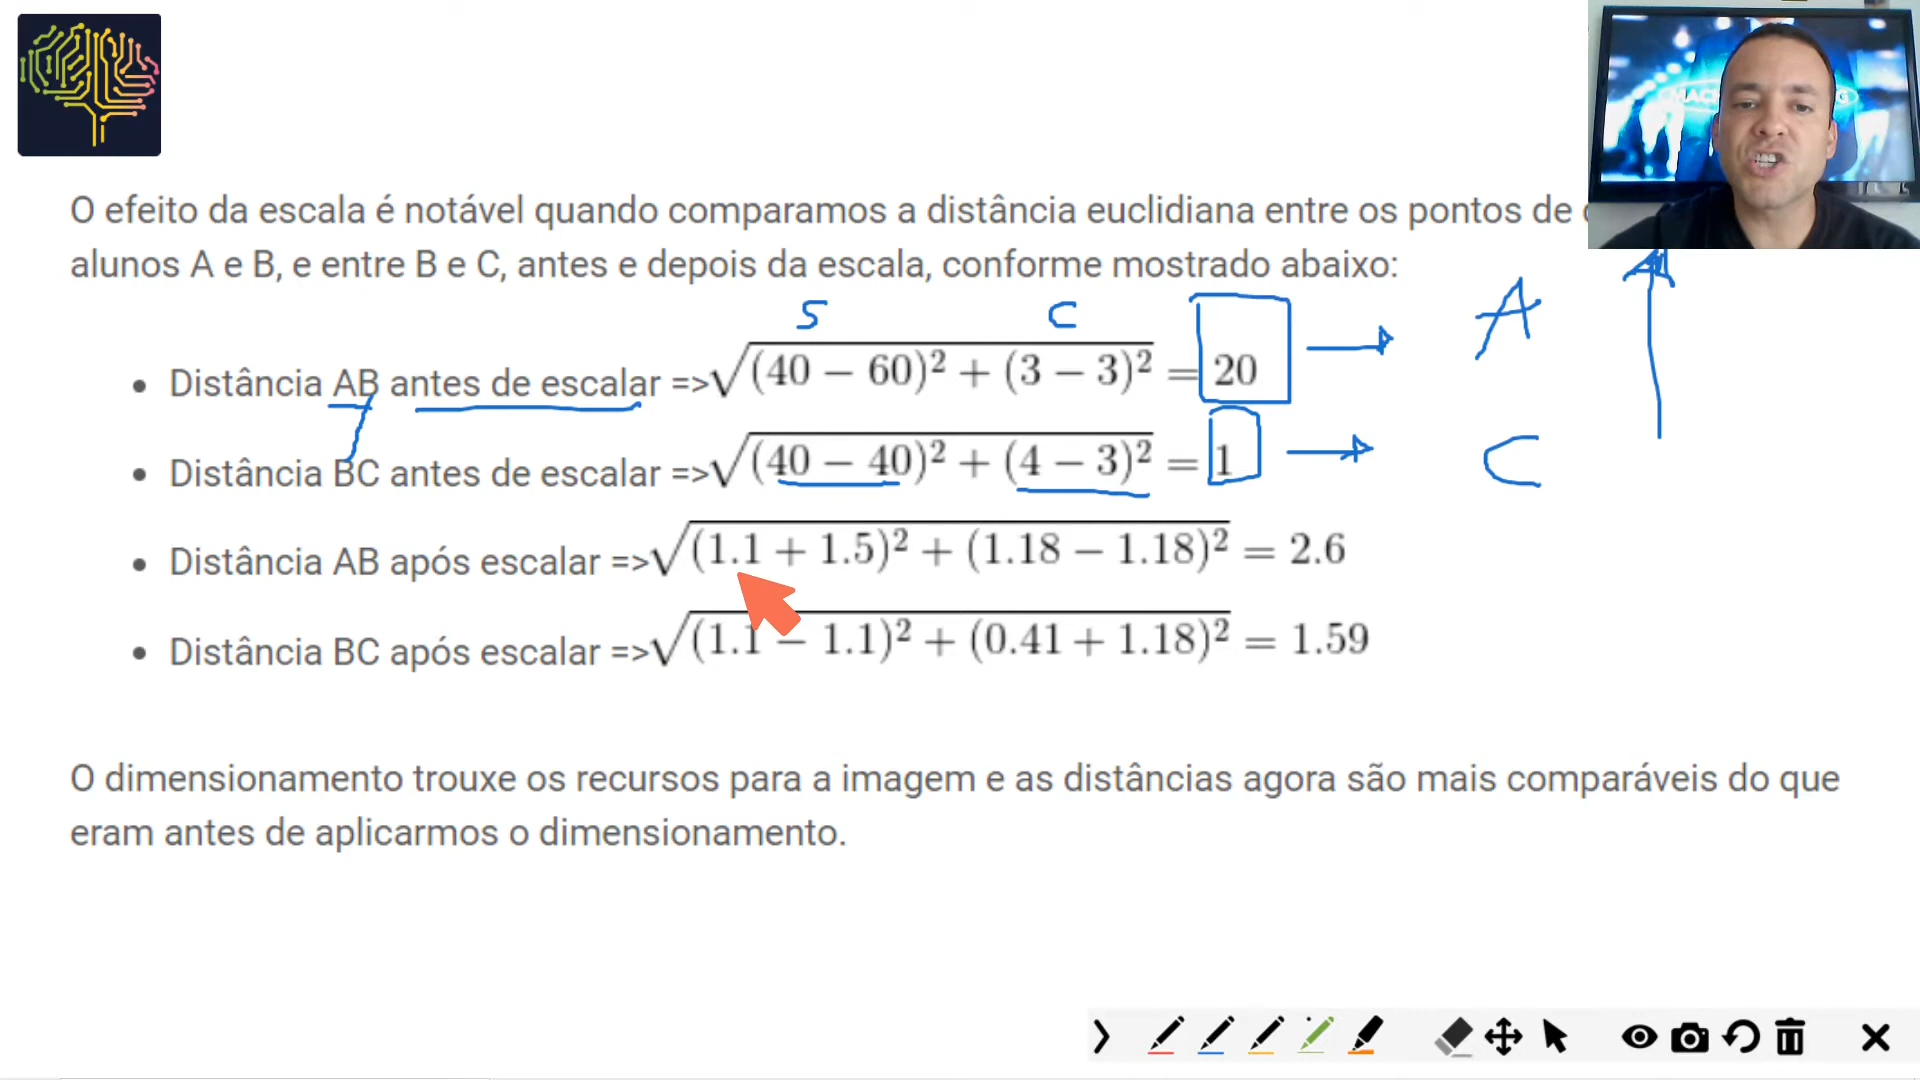 O efeito da escala é notável quando comparamos a distância euclidiana entre os pontos de
alunos A e B, e entre B e C, antes e depois da escala, conforme mostrado abaixo:
S C
• Distância AB antes de escalar =>√(40 − 60)² + (3 − 3)² = 20 A
• Distância BC antes de escalar =>√(40 − 40)² + (4 − 3)² = 1 C
• Distância AB após escalar =>√(1.1 + 1.5)² + (1.18 − 1.18)² = 2.6
• Distância BC após escalar =>√(1.1 − 1.1)² + (0.41 + 1.18)² = 1.59
O dimensionamento trouxe os recursos para a imagem e as distâncias agora são mais comparáveis do que
eram antes de aplicarmos o dimensionamento.